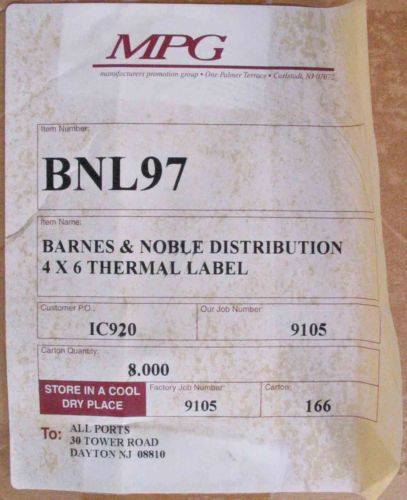 MPG
manufacturers promotion group • One Palmer Terrace • Carlstadt, NJ 07072
Item Number:
BNL97
Item Name:
BARNES & NOBLE DISTRIBUTION
4 X 6 THERMAL LABEL
Customer P.O.: Our Job Number
IC920 9105
Carton Quantity:
8.000
STORE IN A COOL DRY PLACE
Factory Job Number: Carton:
9105 166
To: ALL PORTS
30 TOWER ROAD
DAYTON NJ 08810